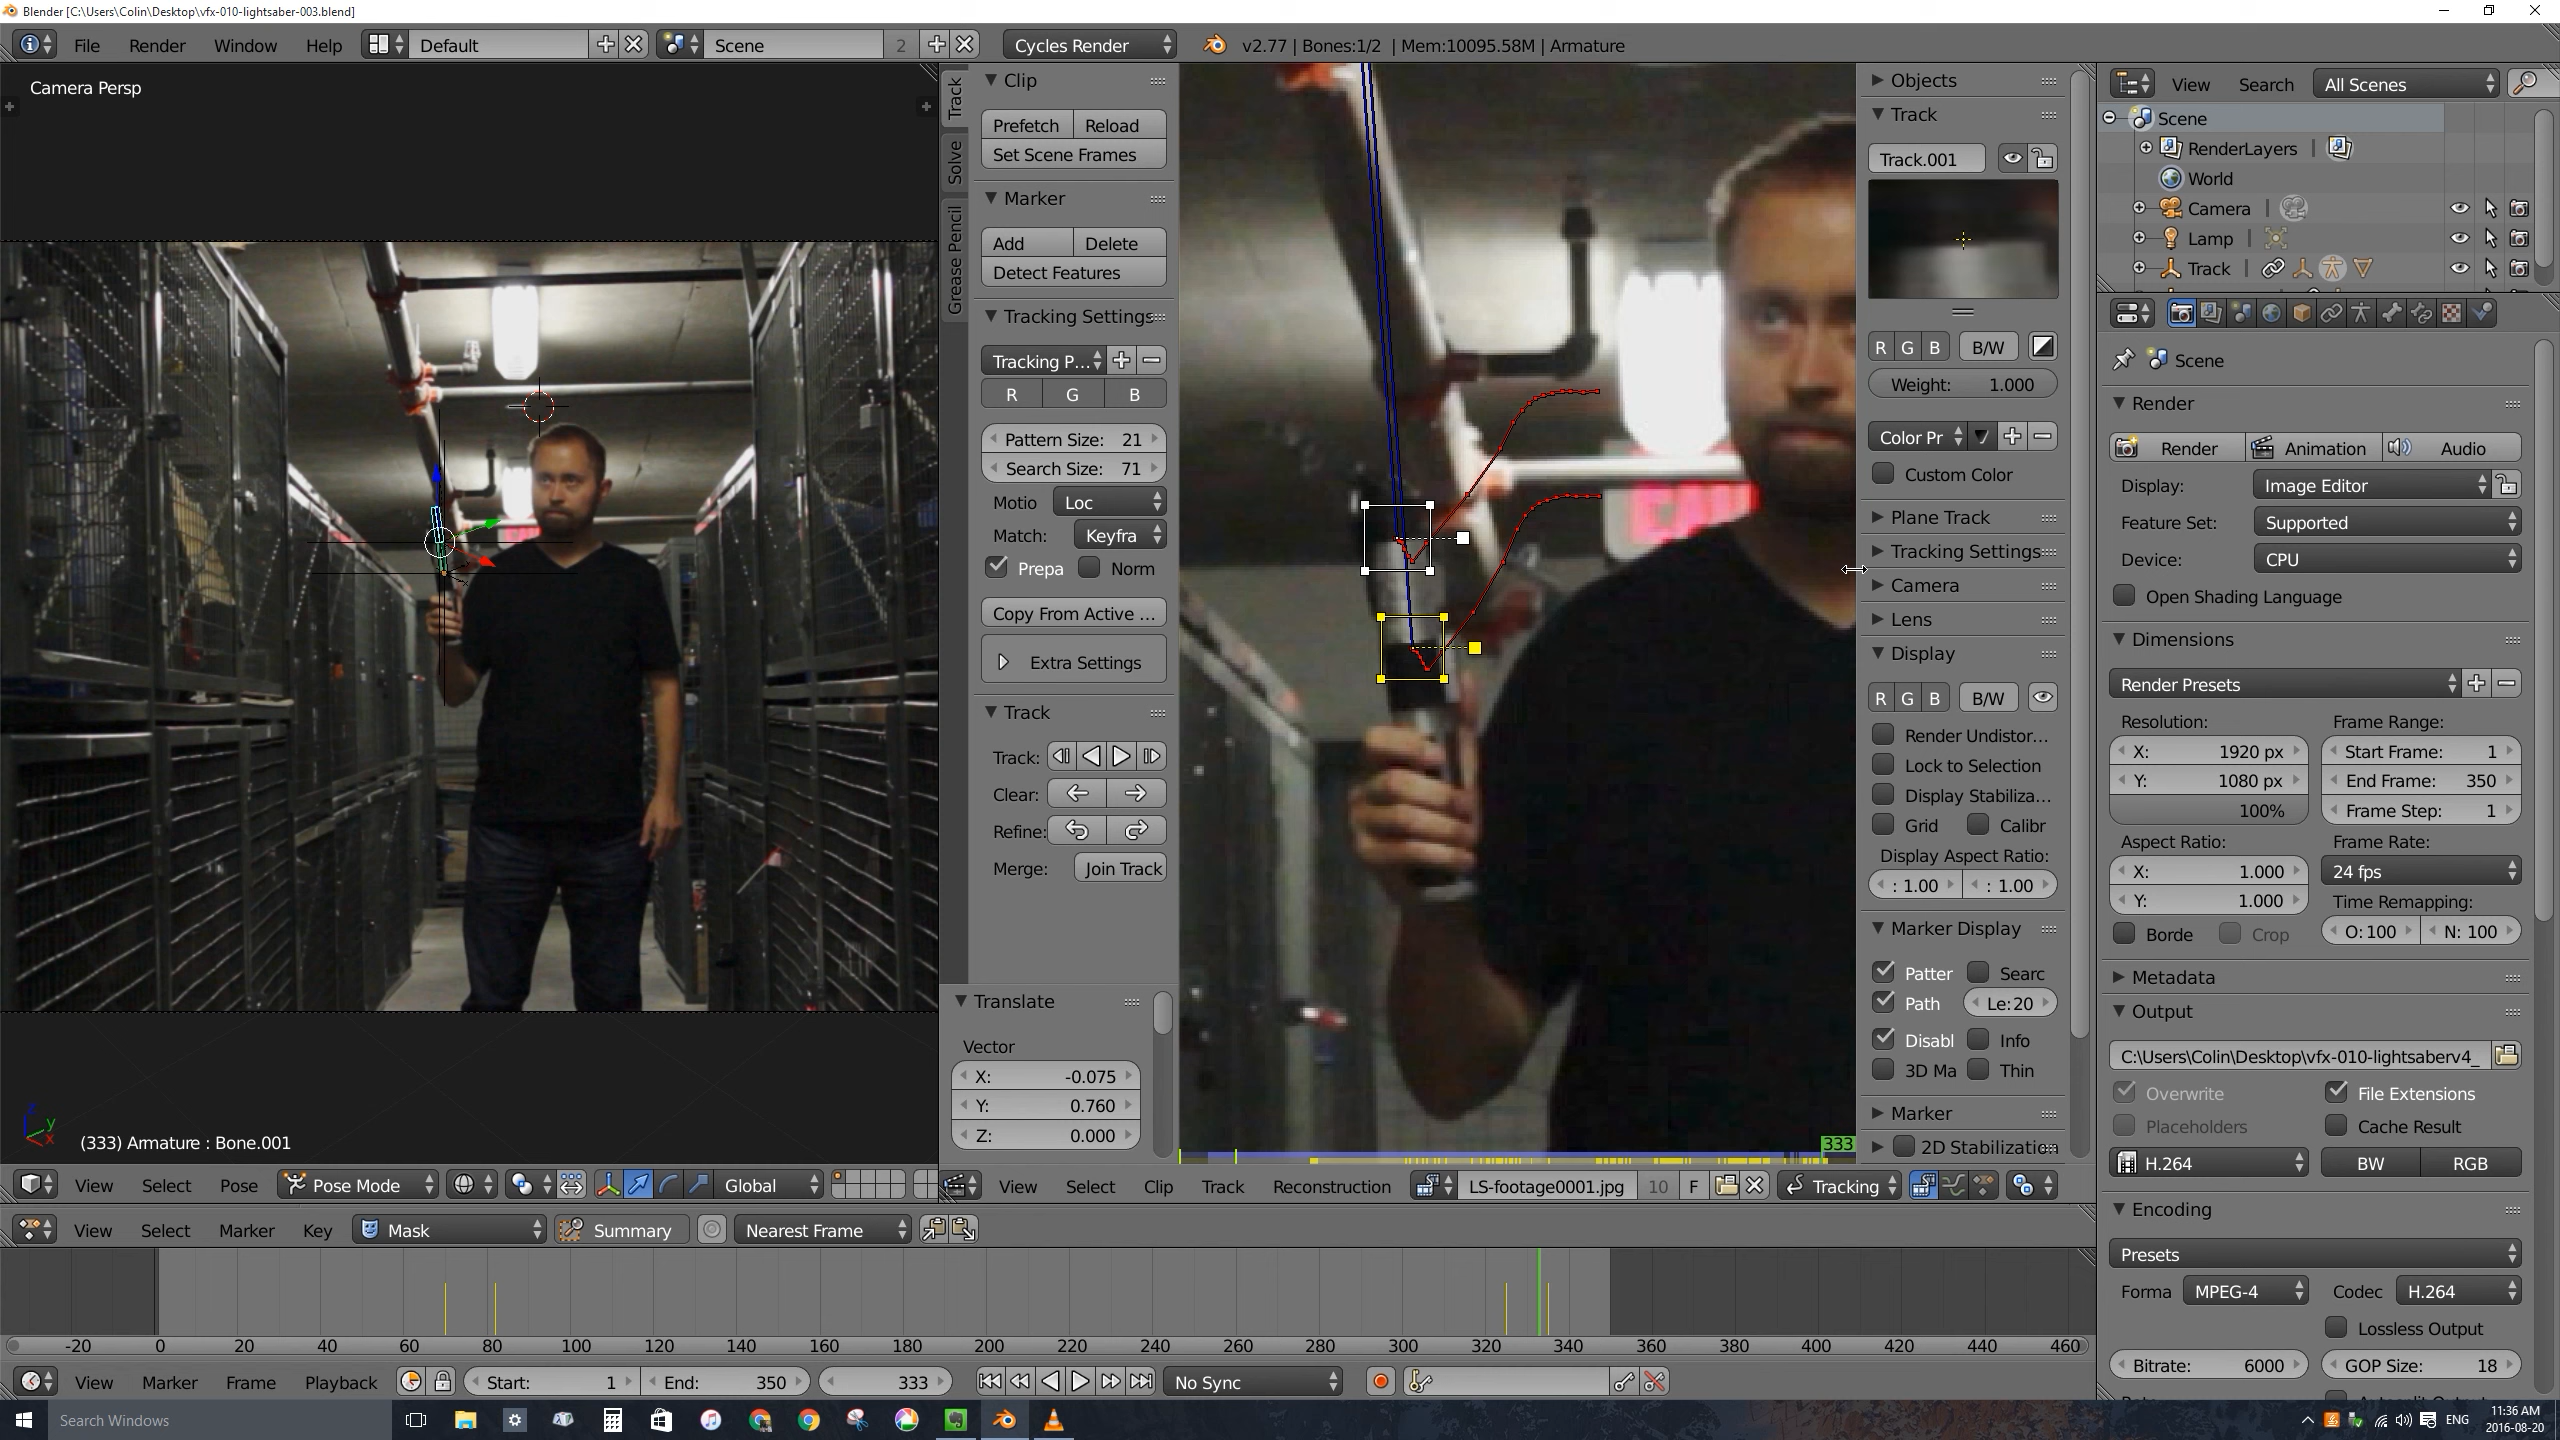 Blender [C:\Users\Colin\Desktop\vfx-010-lightsaber-003.blend]
File Render Window Help Default Scene 2 Cycles Render v2.77 | Bones:1/2 | Mem:10095.58M | Armature
Camera Persp
(333) Armature : Bone.001
View Select Pose Pose Mode Global
Track
Solve
Grease Pencil
Clip
Prefetch Reload
Set Scene Frames
Marker
Add Delete
Detect Features
Tracking Settings
Tracking P...
R G B
Pattern Size: 21
Search Size: 71
Motio Loc
Match: Keyfra
Prepa Norm
Copy From Active ...
Extra Settings
Track
Track:
Clear:
Refine:
Merge: Join Track
Translate
Vector
X: -0.075
Y: 0.760
Z: 0.000
333
View Select Clip Track Reconstruction LS-footage0001.jpg 10 F Tracking
Objects
Track
Track.001
R G B B/W
Weight: 1.000
Color Pr
Custom Color
Plane Track
Tracking Settings
Camera
Lens
Display
R G B B/W
Render Undistor...
Lock to Selection
Display Stabiliza...
Grid Calibr
Display Aspect Ratio:
: 1.00 : 1.00
Marker Display
Patter Searc
Path Le:20
Disabl Info
3D Ma Thin
Marker
2D Stabilization
View Search All Scenes
Scene
RenderLayers
World
Camera
Lamp
Track
Scene
Render
Render Animation Audio
Display: Image Editor
Feature Set: Supported
Device: CPU
Open Shading Language
Dimensions
Render Presets
Resolution: Frame Range:
X: 1920 px Start Frame: 1
Y: 1080 px End Frame: 350
100% Frame Step: 1
Aspect Ratio: Frame Rate:
X: 1.000 24 fps
Y: 1.000 Time Remapping:
Borde Crop O: 100 N: 100
Metadata
Output
C:\Users\Colin\Desktop\vfx-010-lightsaberv4_
Overwrite File Extensions
Placeholders Cache Result
H.264 BW RGB
Encoding
Presets
Forma MPEG-4 Codec H.264
Lossless Output
Bitrate: 6000 GOP Size: 18
View Select Marker Key Mask Summary Nearest Frame
-20 0 20 40 60 80 100 120 140 160 180 200 220 240 260 280 300 320 340 360 380 400 420 440 460
View Marker Frame Playback Start: 1 End: 350 333 No Sync
Search Windows
ENG 11:36 AM
2016-08-20